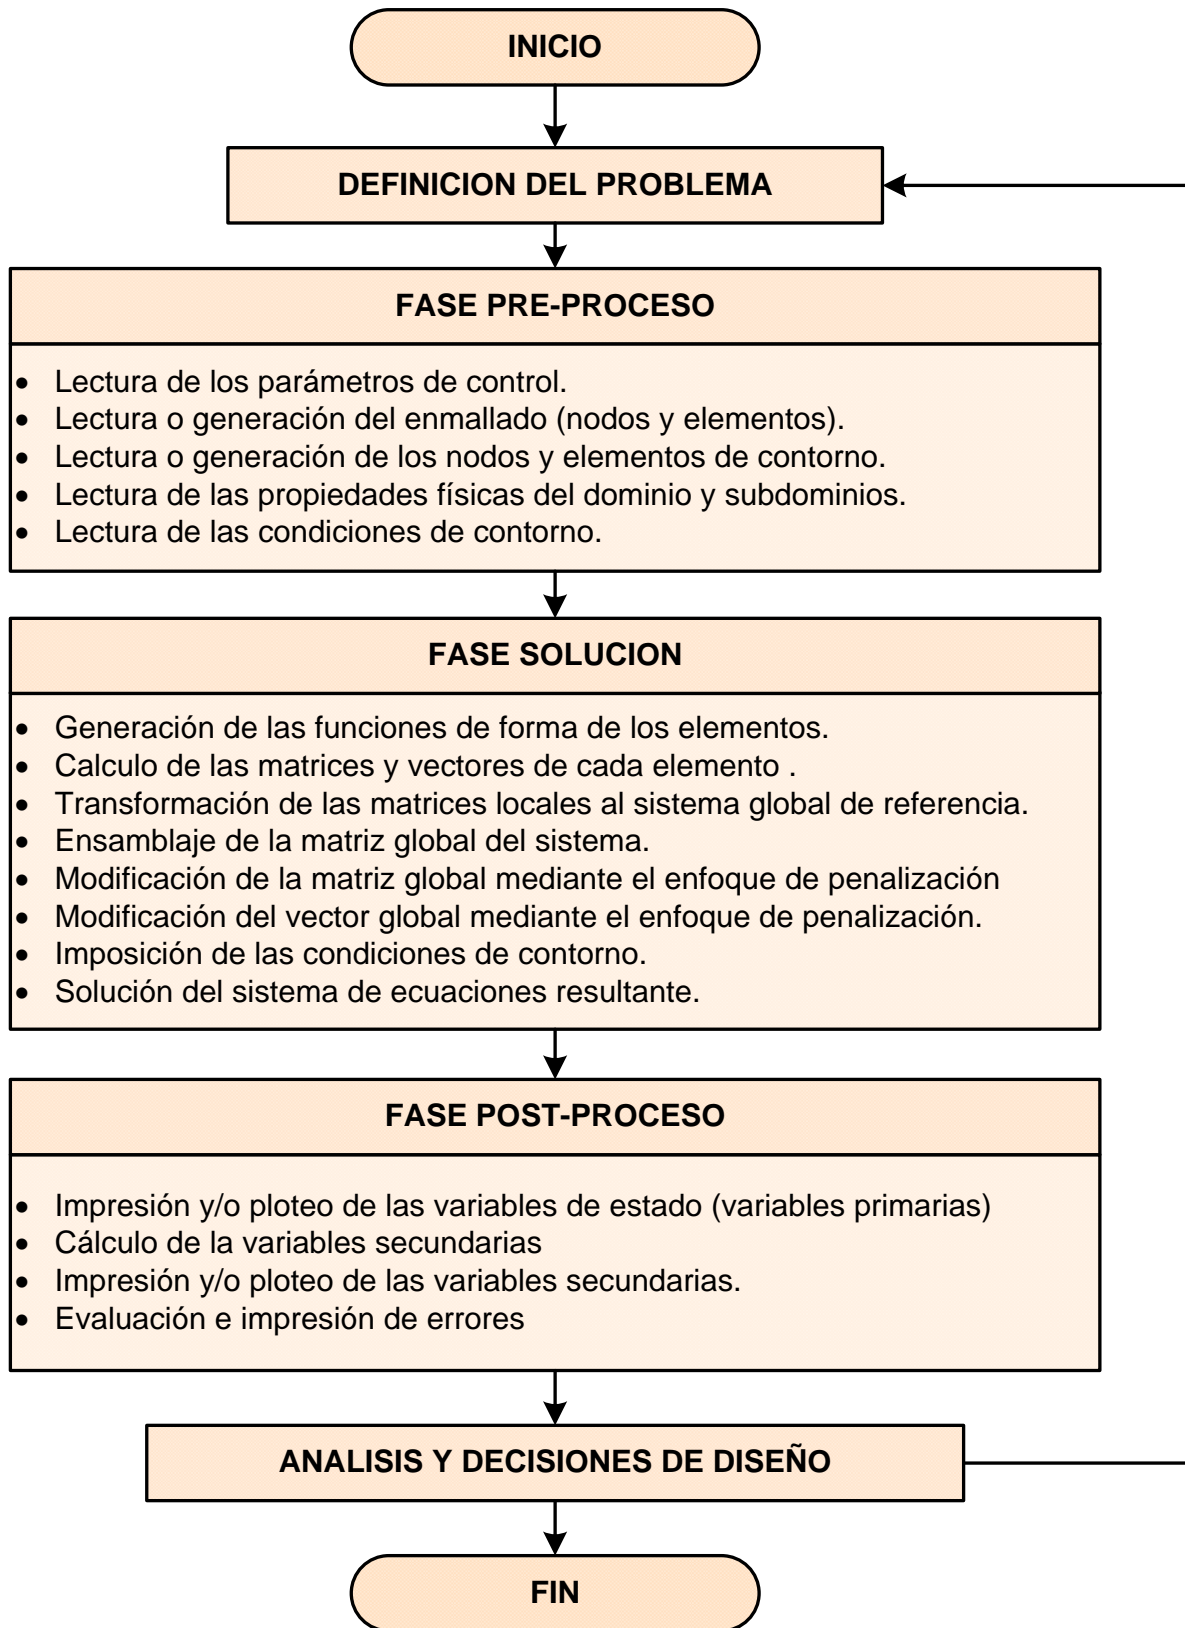 INICIO
DEFINICION DEL PROBLEMA
FASE PRE-PROCESO
• Lectura de los parámetros de control.
• Lectura o generación del enmallado (nodos y elementos).
• Lectura o generación de los nodos y elementos de contorno.
• Lectura de las propiedades físicas del dominio y subdominios.
• Lectura de las condiciones de contorno.
FASE SOLUCION
• Generación de las funciones de forma de los elementos.
• Calculo de las matrices y vectores de cada elemento .
• Transformación de las matrices locales al sistema global de referencia.
• Ensamblaje de la matriz global del sistema.
• Modificación de la matriz global mediante el enfoque de penalización
• Modificación del vector global mediante el enfoque de penalización.
• Imposición de las condiciones de contorno.
• Solución del sistema de ecuaciones resultante.
FASE POST-PROCESO
• Impresión y/o ploteo de las variables de estado (variables primarias)
• Cálculo de la variables secundarias
• Impresión y/o ploteo de las variables secundarias.
• Evaluación e impresión de errores
ANALISIS Y DECISIONES DE DISEÑO
FIN